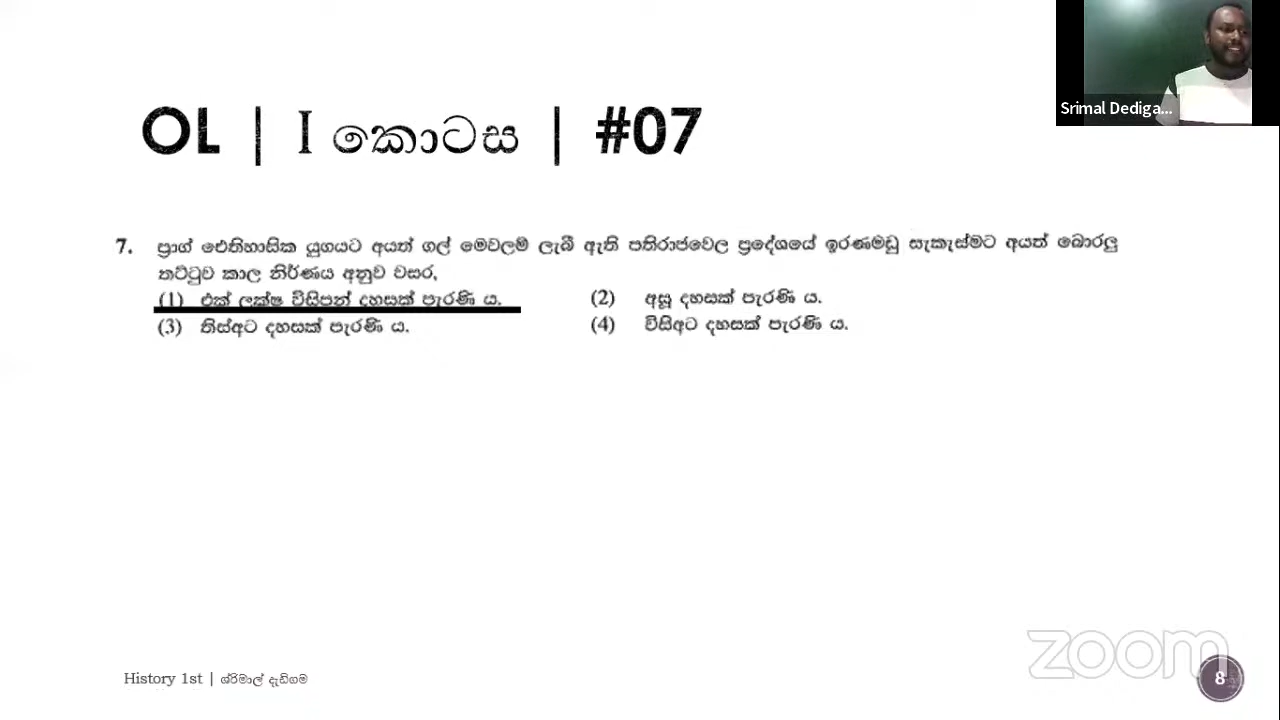 Srimal Dediga...
OL | I කොටස | #07
7. ප්‍රාග් ඓතිහාසික යුගයට අයත් ගල් මෙවලම් ලැබී ඇති පතිරාජවෙල ප්‍රදේශයේ ඉරණමඩු සැකැස්මට අයත් බොරලු
තට්ටුව කාල නිර්ණය අනුව වසර,
(1) එක් ලක්ෂ විසිපන් දහසක් පැරණි ය. (2) අසූ දහසක් පැරණි ය.
(3) තිස්අට දහසක් පැරණි ය. (4) විසිඅට දහසක් පැරණි ය.
zoom
History 1st | ශ්රිමාල් දැඩිගම
8